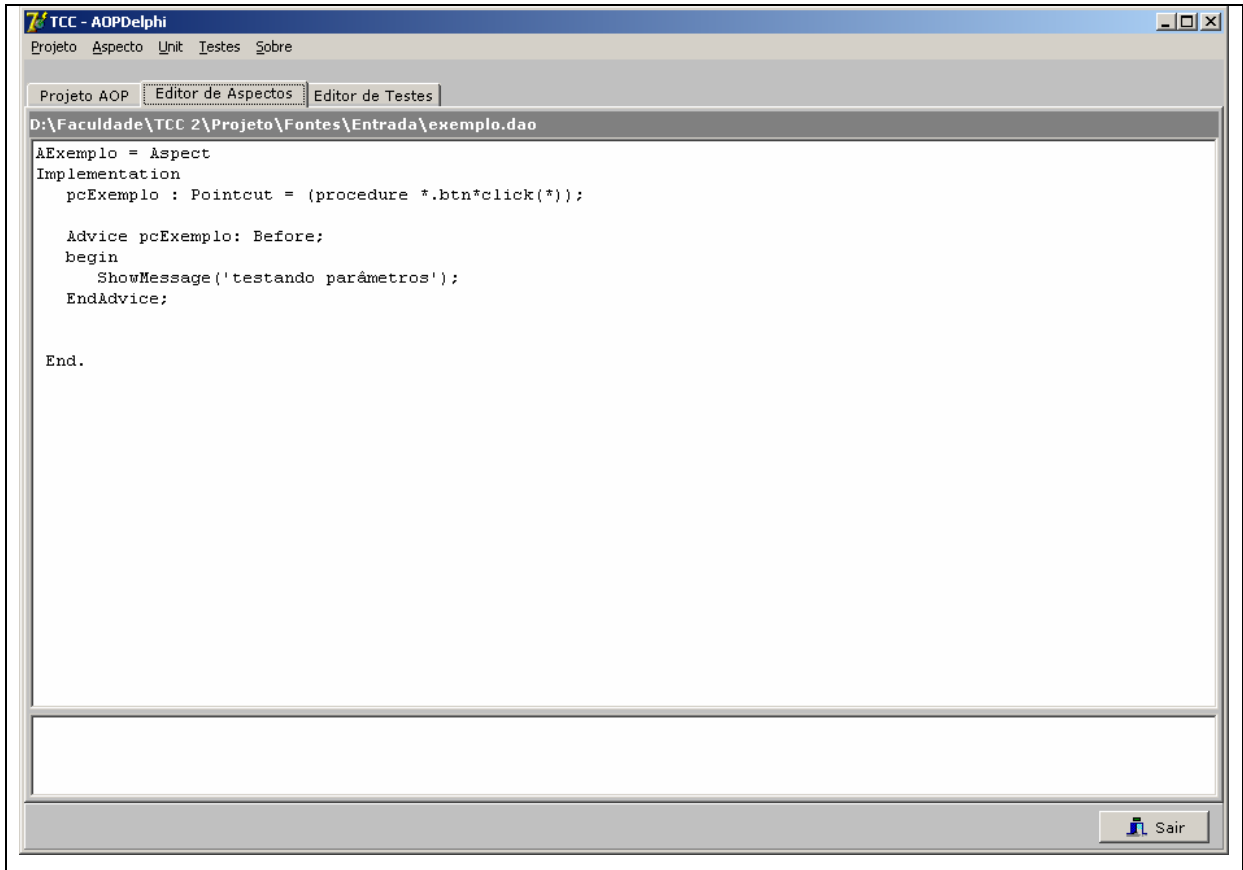 TCC - AOPDelphi
Projeto Aspecto Unit Testes Sobre
Projeto AOP Editor de Aspectos Editor de Testes
D:\Faculdade\TCC 2\Projeto\Fontes\Entrada\exemplo.dao
AExemplo = Aspect
Implementation
pcExemplo : Pointcut = (procedure *.btn*click(*));
Advice pcExemplo: Before;
begin
ShowMessage('testando parâmetros');
EndAdvice;
End.
Sair